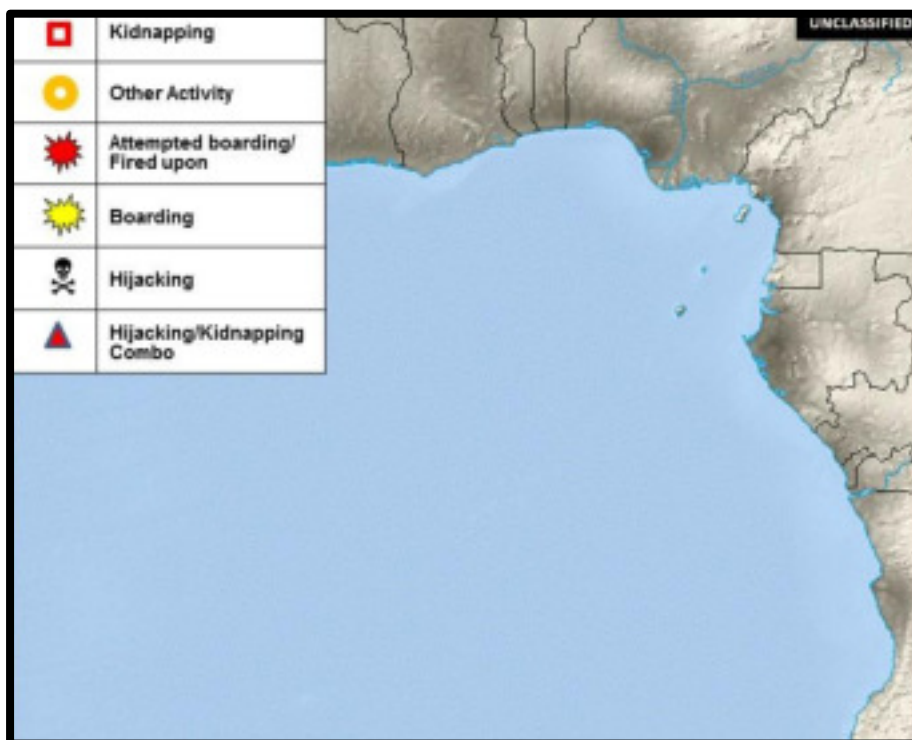 UNCLASSIFIED
Kidnapping
Other Activity
Attempted boarding/
Fired upon
Boarding
Hijacking
Hijacking/Kidnapping
Combo